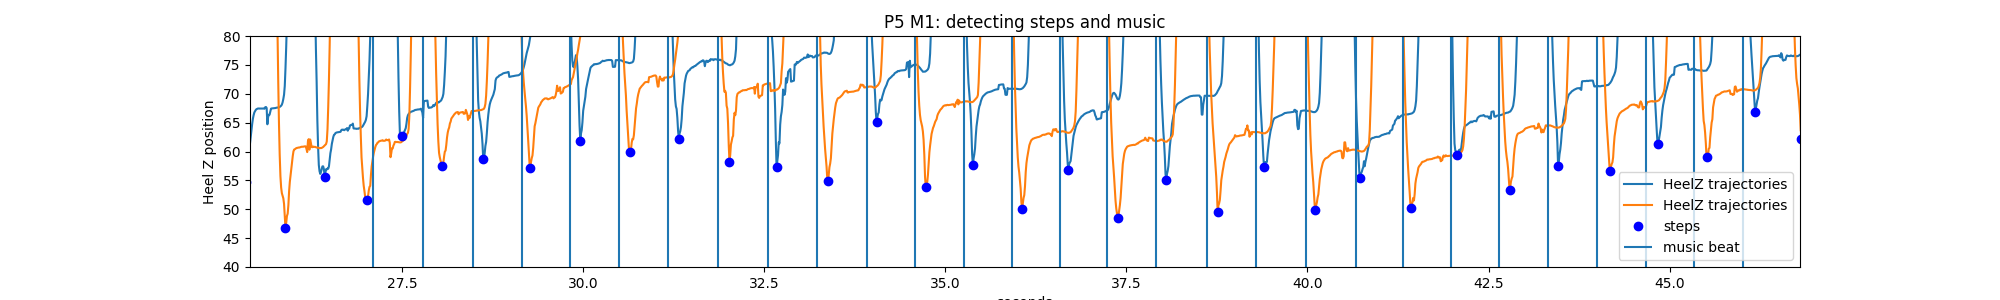 P5 M1: detecting steps and music
80
75
70
65
60
55
50
45
40
Heel Z position
27.5
30.0
32.5
35.0
37.5
40.0
42.5
45.0
seconds
HeelZ trajectories
HeelZ trajectories
steps
music beat